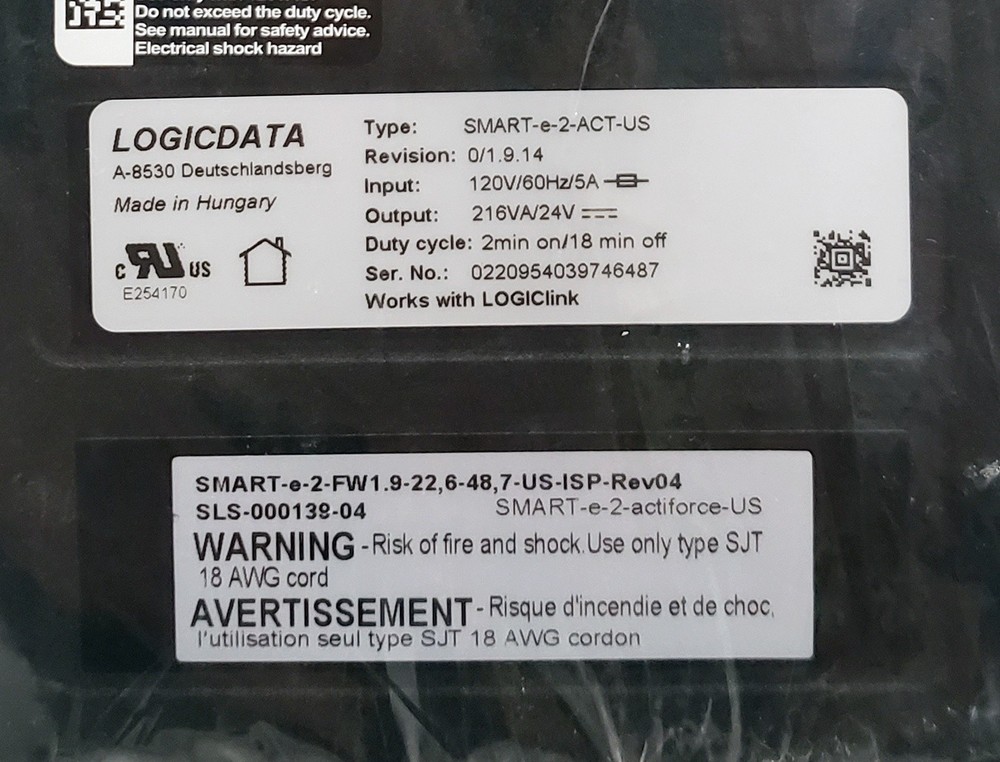 Do not exceed the duty cycle.
See manual for safety advice.
Electrical shock hazard
LOGICDATA
A-8530 Deutschlandsberg
Made in Hungary
C RU US
E254170
Type: SMART-e-2-ACT-US
Revision: 0/1.9.14
Input: 120V/60Hz/5A
Output: 216VA/24V
Duty cycle: 2min on/18 min off
Ser. No.: 0220954039746487
Works with LOGIClink
SMART-e-2-FW1.9-22,6-48,7-US-ISP-Rev04
SLS-000139-04 SMART-e-2-actiforce-US
WARNING - Risk of fire and shock.Use only type SJT
18 AWG cord
AVERTISSEMENT - Risque d'incendie et de choc,
l'utilisation seul type SJT 18 AWG cordon